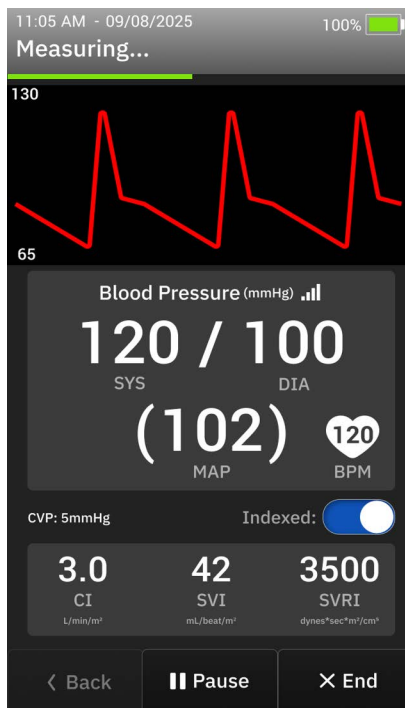 11:05 AM - 09/08/2025 100%
Measuring...
130
65
Blood Pressure (mmHg)
120 / 100
SYS DIA
(102) 120
MAP BPM
CVP: 5mmHg Indexed:
3.0 42 3500
CI SVI SVRI
L/min/m² mL/beat/m² dynes*sec*m²/cm⁵
< Back Pause × End